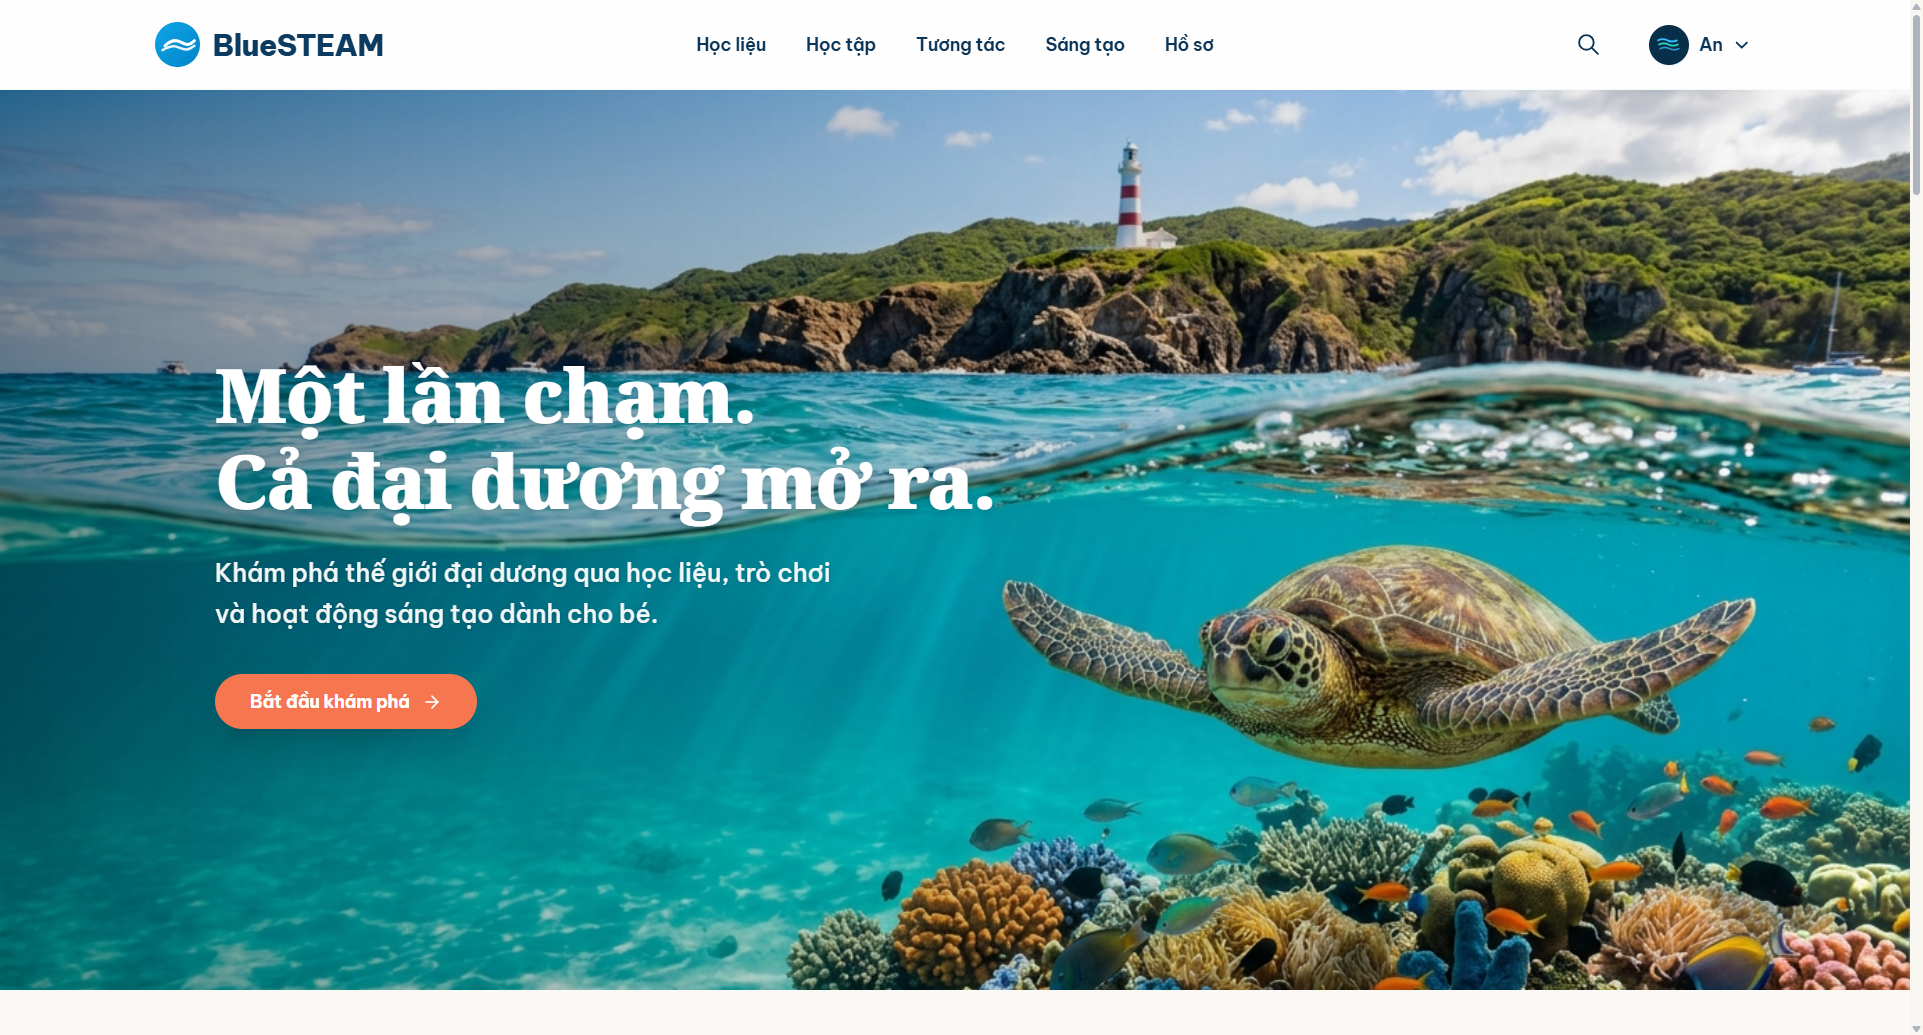 BlueSTEAM
Học liệu
Học tập
Tương tác
Sáng tạo
Hồ sơ
An
Một lần chạm.
Cả đại dương mở ra.
Khám phá thế giới đại dương qua học liệu, trò chơi
và hoạt động sáng tạo dành cho bé.
Bắt đầu khám phá